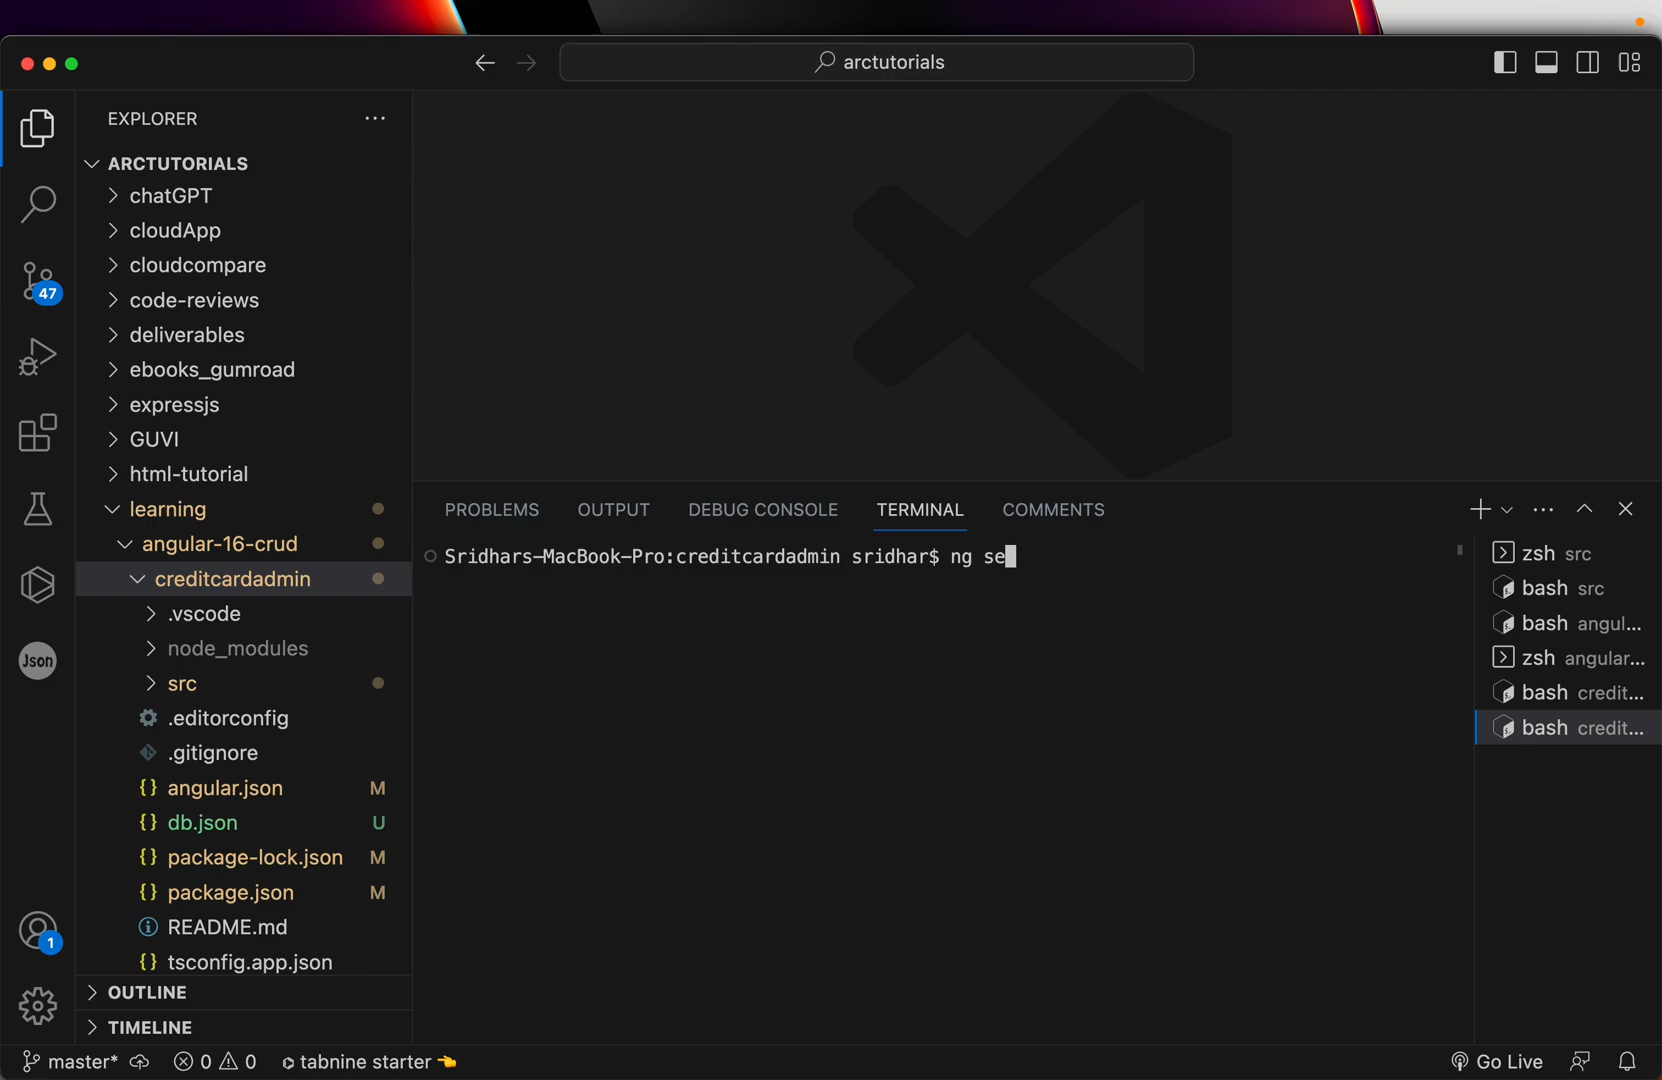 arctutorials
EXPLORER
ARCTUTORIALS
chatGPT
cloudApp
cloudcompare
code-reviews
deliverables
ebooks_gumroad
expressjs
GUVI
html-tutorial
learning
angular-16-crud
creditcardadmin
.vscode
node_modules
src
.editorconfig
.gitignore
angular.json M
db.json U
package-lock.json M
package.json M
README.md
tsconfig.app.json
OUTLINE
TIMELINE
47
Json
1
PROBLEMS OUTPUT DEBUG CONSOLE TERMINAL COMMENTS
Sridhars-MacBook-Pro:creditcardadmin sridhar$ ng se
zsh src
bash src
bash angul...
zsh angular...
bash credit...
bash credit...
master* 0 0 tabnine starter Go Live